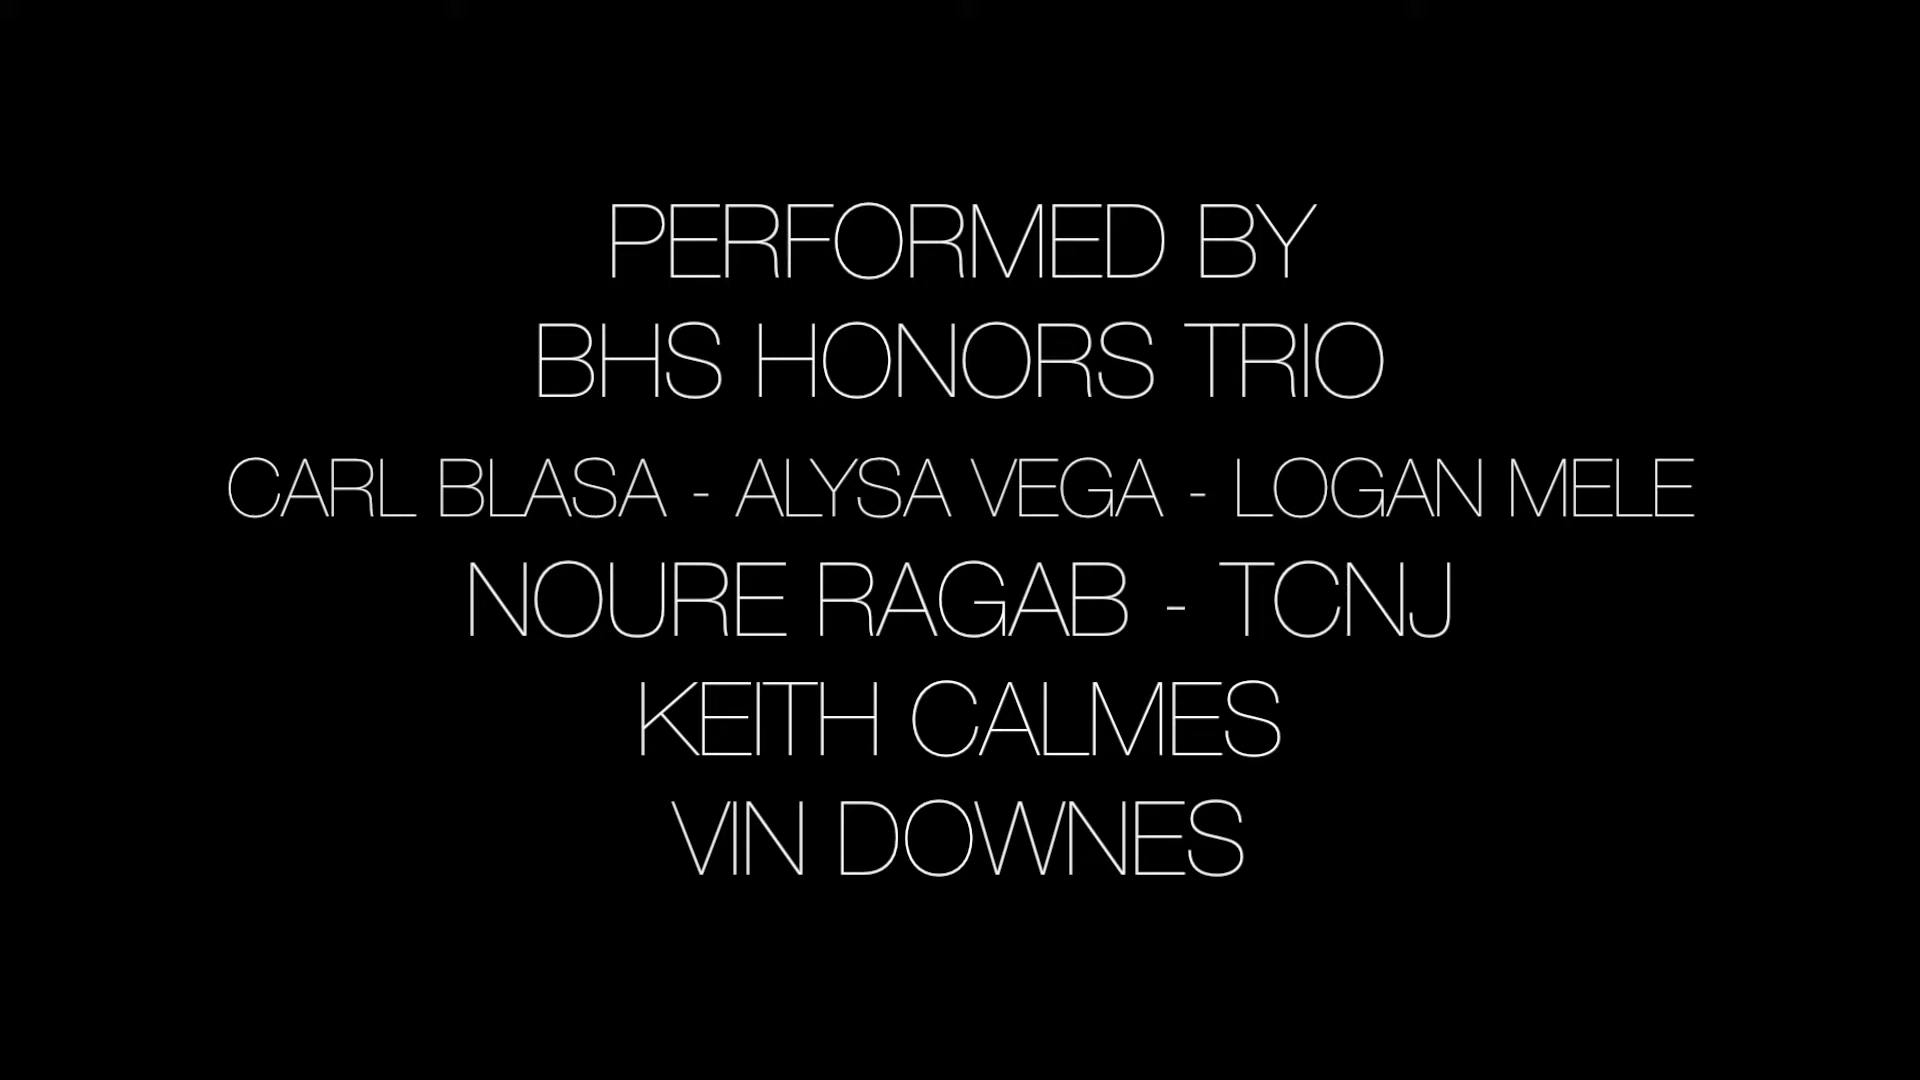 PERFORMED BY
BHS HONORS TRIO
CARL BLASA - ALYSA VEGA - LOGAN MELE
NOURE RAGAB - TCNJ
KEITH CALMES
VIN DOWNES